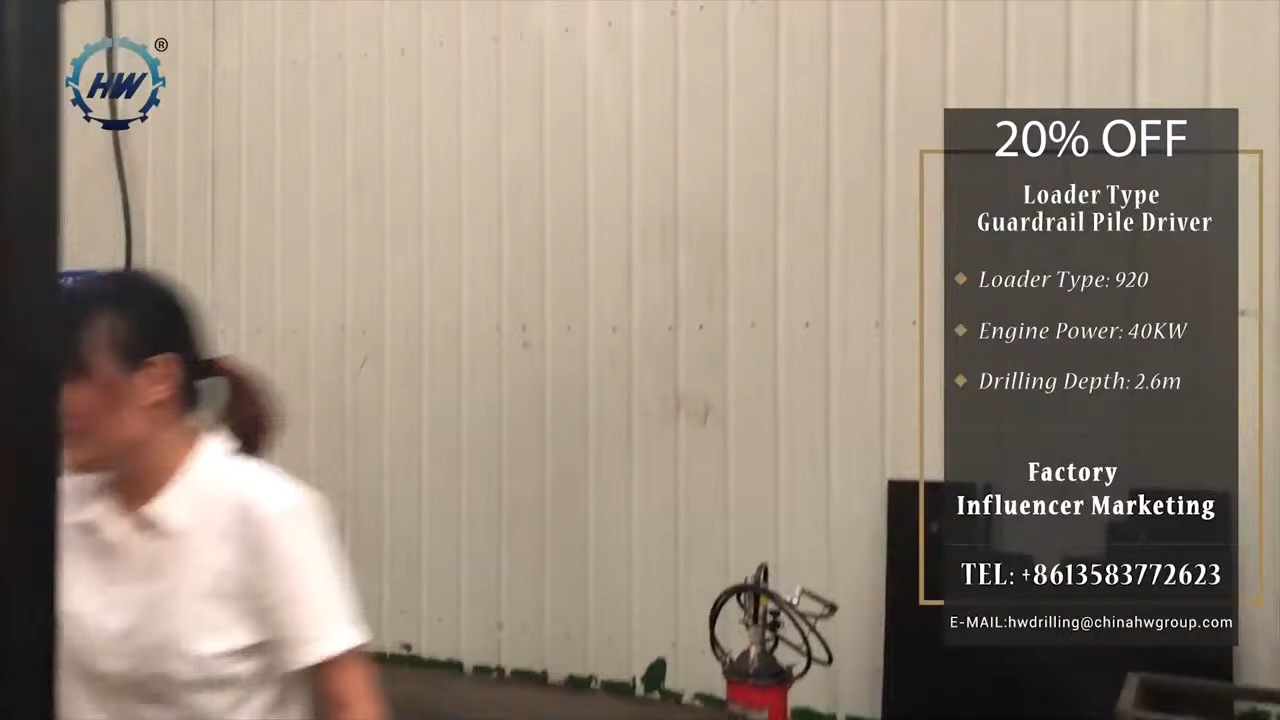 HW
®
20% OFF
Loader Type
Guardrail Pile Driver
Loader Type: 920
Engine Power: 40KW
Drilling Depth: 2.6m
Factory
Influencer Marketing
TEL: +8613583772623
E-MAIL:hwdrilling@chinahwgroup.com